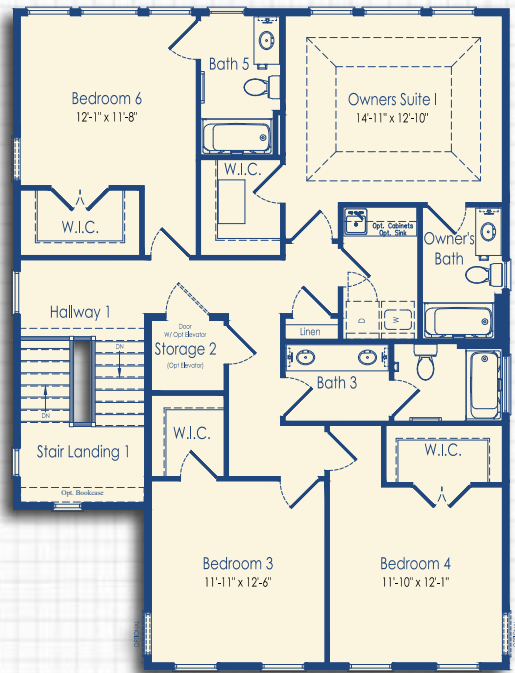 Bath 5
Bedroom 6
12'-1" x 11'-8"
Owners Suite I
14'-11" x 12'-10"
W.I.C.
W.I.C.
Opt. Cabinets
Opt. Sink
Owner's
Bath
Hallway 1
Door
W/ Opt Elevator
Storage 2
(Opt Elevator)
Linen
D
W
DN
DN
Bath 3
W.I.C.
W.I.C.
Stair Landing 1
Opt. Bookcase
Bedroom 3
11'-11" x 12'-6"
Bedroom 4
11'-10" x 12'-1"
OPTIONAL
OPTIONAL